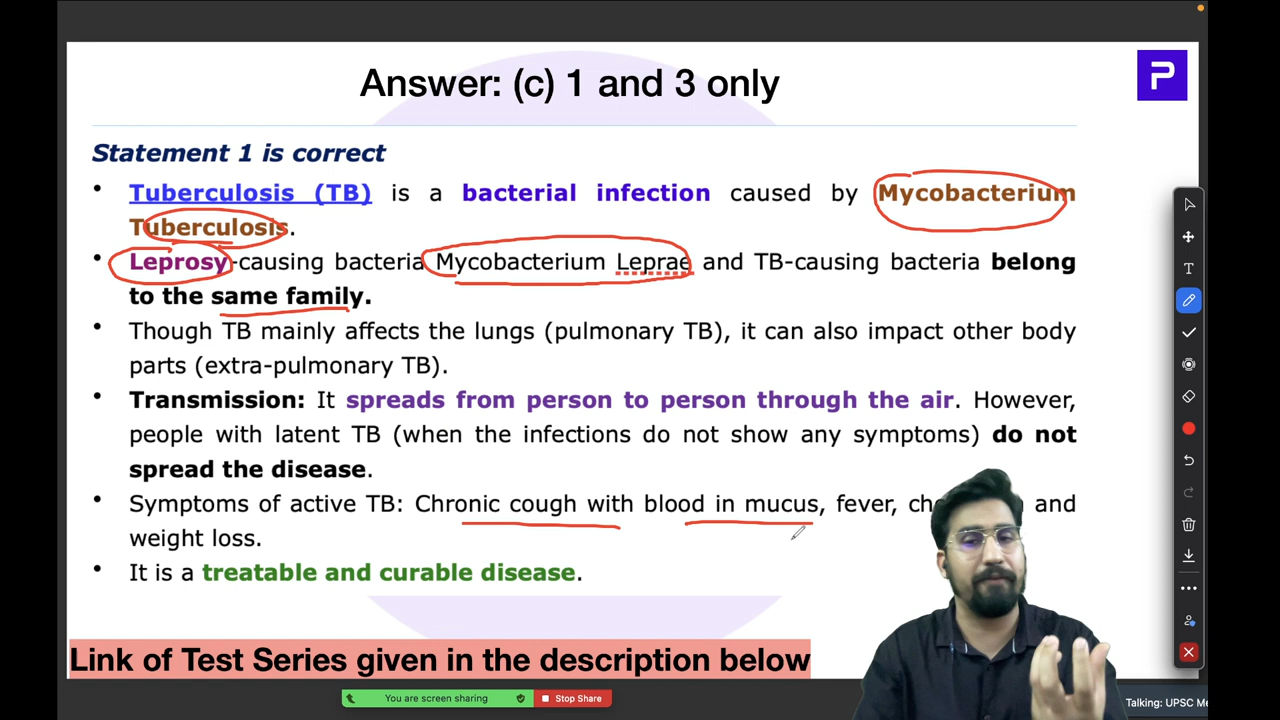 Answer: (c) 1 and 3 only
P
Statement 1 is correct
• Tuberculosis (TB) is a bacterial infection caused by Mycobacterium
Tuberculosis.
• Leprosy-causing bacteria Mycobacterium Leprae and TB-causing bacteria belong
to the same family.
• Though TB mainly affects the lungs (pulmonary TB), it can also impact other body
parts (extra-pulmonary TB).
• Transmission: It spreads from person to person through the air. However,
people with latent TB (when the infections do not show any symptoms) do not
spread the disease.
• Symptoms of active TB: Chronic cough with blood in mucus, fever, and
weight loss.
• It is a treatable and curable disease.
Link of Test Series given in the description below
You are screen sharing
Stop Share
Talking: UPSC
T